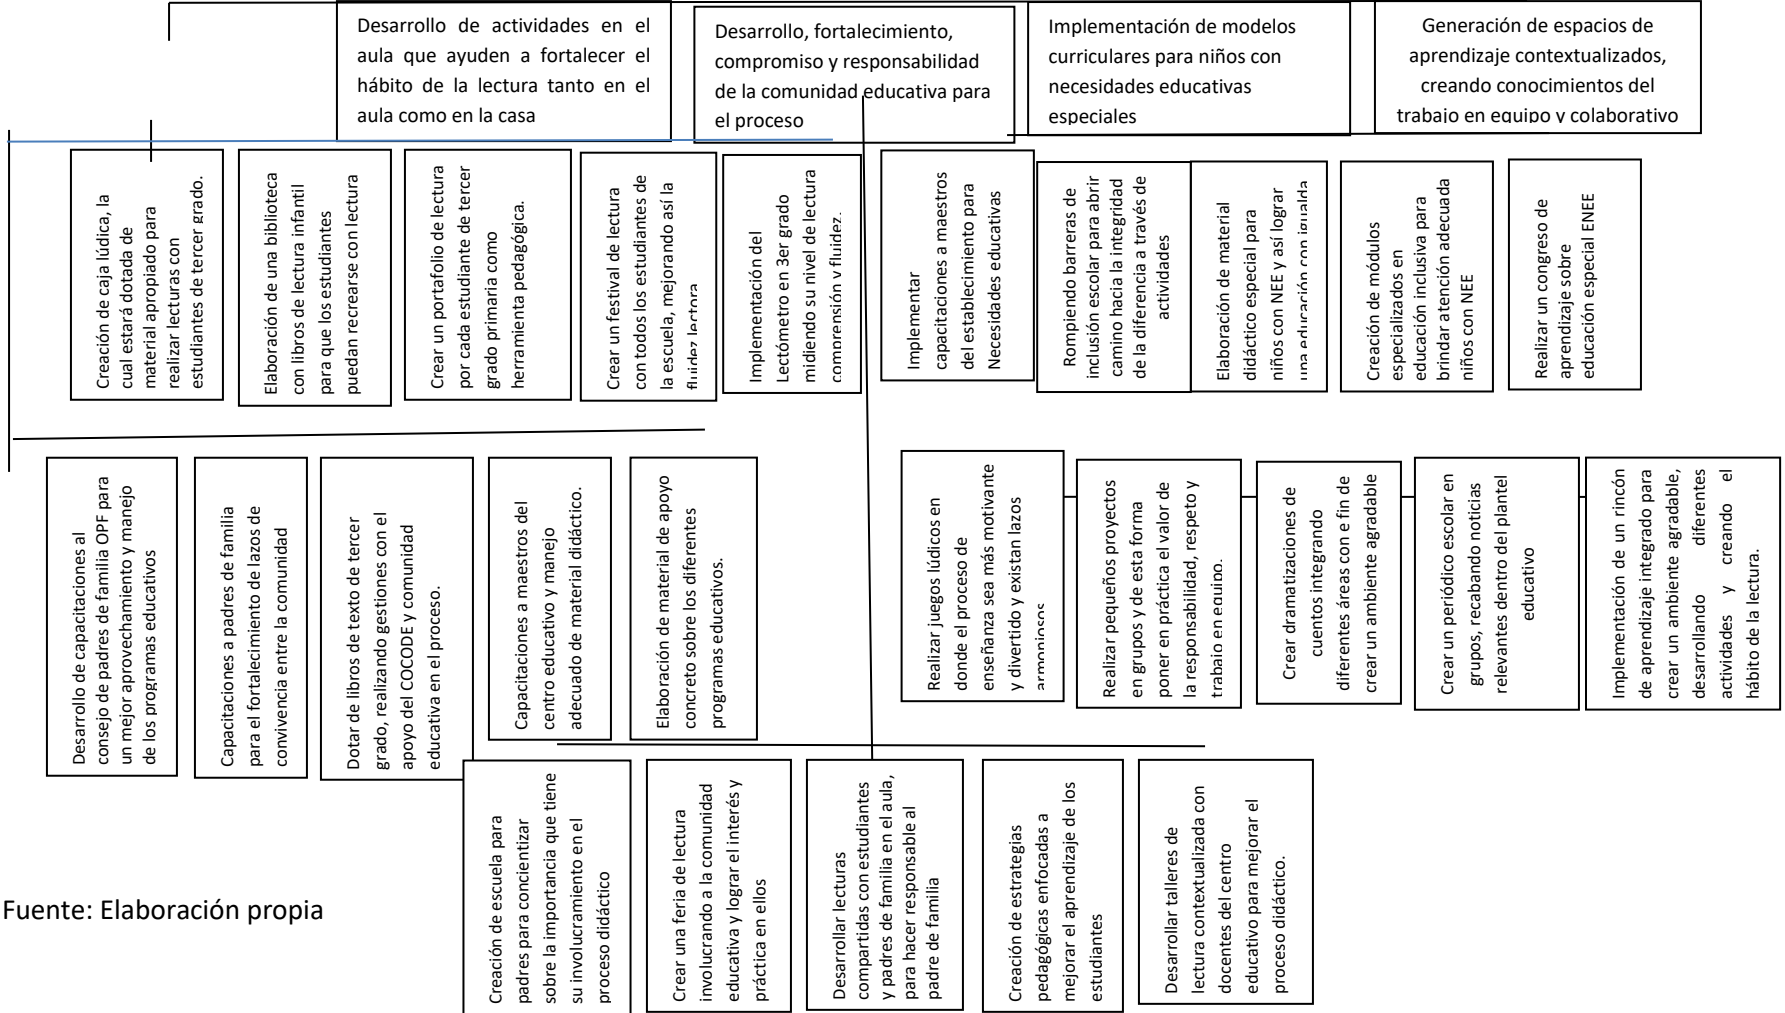 Desarrollo de actividades en el
aula que ayuden a fortalecer el
hábito de la lectura tanto en el
aula como en la casa
Desarrollo, fortalecimiento,
compromiso y responsabilidad
de la comunidad educativa para
el proceso
Implementación de modelos
curriculares para niños con
necesidades educativas
especiales
Generación de espacios de
aprendizaje contextualizados,
creando conocimientos del
trabajo en equipo y colaborativo
Creación de caja lúdica, la
cual estará dotada de
material apropiado para
realizar lecturas con
estudiantes de tercer grado.
Elaboración de una biblioteca
con libros de lectura infantil
para que los estudiantes
puedan recrearse con lectura
Crear un portafolio de lectura
por cada estudiante de tercer
grado primaria como
herramienta pedagógica.
Crear un festival de lectura
con todos los estudiantes de
la escuela, mejorando así la
fluidez lectora
Implementación del
Lectómetro en 3er grado
midiendo su nivel de lectura
comprensión y fluidez.
Implementar
capacitaciones a maestros
del establecimiento para
Necesidades educativas
Rompiendo barreras de
inclusión escolar para abrir
camino hacia la integridad
de la diferencia a través de
actividades
Elaboración de material
didáctico especial para
niños con NEE y así lograr
una educación con igualda
Creación de módulos
especializados en
educación inclusiva para
brindar atención adecuada
niños con NEE
Realizar un congreso de
aprendizaje sobre
educación especial ENEE
Desarrollo de capacitaciones al
consejo de padres de familia OPF para
un mejor aprovechamiento y manejo
de los programas educativos
Capacitaciones a padres de familia
para el fortalecimiento de lazos de
convivencia entre la comunidad
Dotar de libros de texto de tercer
grado, realizando gestiones con el
apoyo del COCODE y comunidad
educativa en el proceso.
Capacitaciones a maestros del
centro educativo y manejo
adecuado de material didáctico.
Elaboración de material de apoyo
concreto sobre los diferentes
programas educativos.
Realizar juegos lúdicos en
donde el proceso de
enseñanza sea más motivante
y divertido y existan lazos
armoniosos
Realizar pequeños proyectos
en grupos y de esta forma
poner en práctica el valor de
la responsabilidad, respeto y
trabajo en equipo.
Crear dramatizaciones de
cuentos integrando
diferentes áreas con e fin de
crear un ambiente agradable
Crear un periódico escolar en
grupos, recabando noticias
relevantes dentro del plantel
educativo
Implementación de un rincón
de aprendizaje integrado para
crear un ambiente agradable,
desarrollando diferentes
actividades y creando el
hábito de la lectura.
Creación de escuela para
padres para concientizar
sobre la importancia que tiene
su involucramiento en el
proceso didáctico
Crear una feria de lectura
involucrando a la comunidad
educativa y lograr el interés y
práctica en ellos
Desarrollar lecturas
compartidas con estudiantes
y padres de familia en el aula,
para hacer responsable al
padre de familia
Creación de estrategias
pedagógicas enfocadas a
mejorar el aprendizaje de los
estudiantes
Desarrollar talleres de
lectura contextualizada con
docentes del centro
educativo para mejorar el
proceso didáctico.
Fuente: Elaboración propia